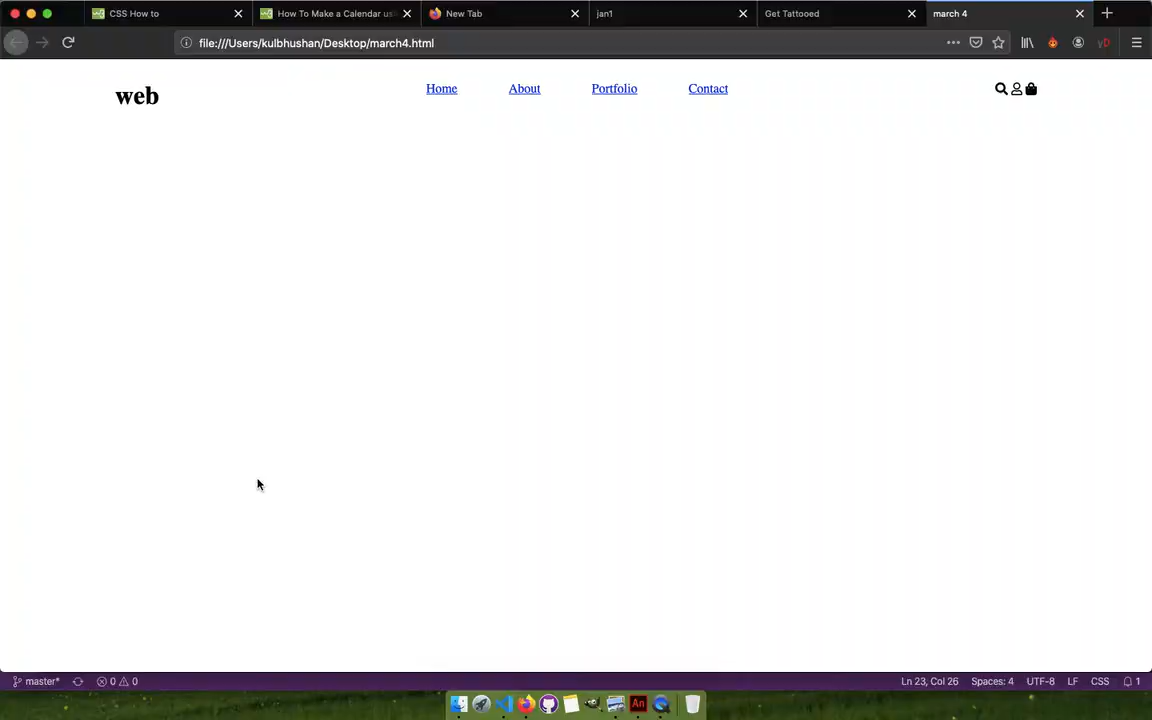 CSS How to
How To Make a Calendar us
New Tab
jan1
Get Tattooed
march 4
file:///Users/kulbhushan/Desktop/march4.html
web
Home
About
Portfolio
Contact
master*
0
0
Ln 23, Col 26
Spaces: 4
UTF-8
LF
CSS
1
An